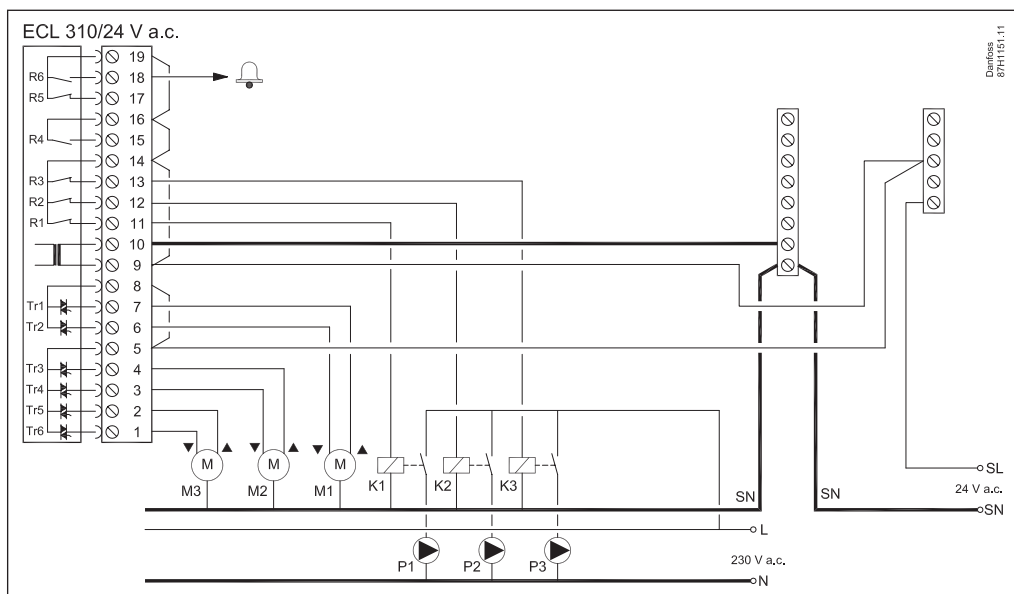 ECL 310/24 V a.c.
Danfoss
87H1151.11
19
R6 18
R5 17
16
R4 15
14
R3 13
R2 12
R1 11
10
9
8
Tr1 7
Tr2 6
5
Tr3 4
Tr4 3
Tr5 2
Tr6 1
M M M
M3 M2 M1 K1 K2 K3
SL
24 V a.c.
SN SN SN
L
P1 P2 P3
230 V a.c.
N